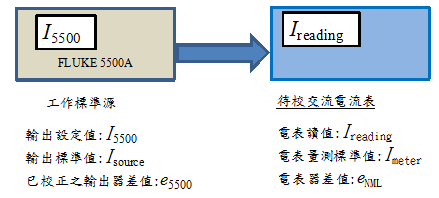 I5500
FLUKE 5500A
Ireading
工作標準源
輸出設定值: I5500
輸出標準值: Isource
已校正之輸出器差值: e5500
待校交流電流表
電表讀值: Ireading
電表量測標準值: Imeter
電表器差值: eNML